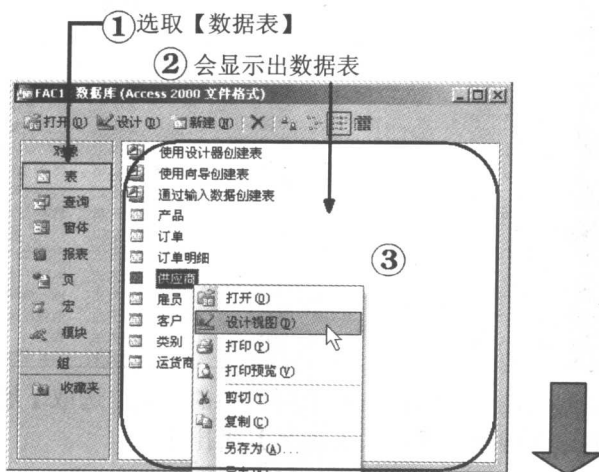 ①选取【数据表】
②会显示出数据表
FAC1 数据库 (Access 2000 文件格式)
打开(O) 设计(D) 新建(N)
对象
表
查询
窗体
报表
页
宏
模块
组
收藏夹
使用设计器创建表
使用向导创建表
通过输入数据创建表
产品
订单
订单明细
供应商
雇员
客户
类别
运货商
③
打开(O)
设计视图(D)
打印(P)
打印预览(V)
剪切(T)
复制(C)
另存为(A)...